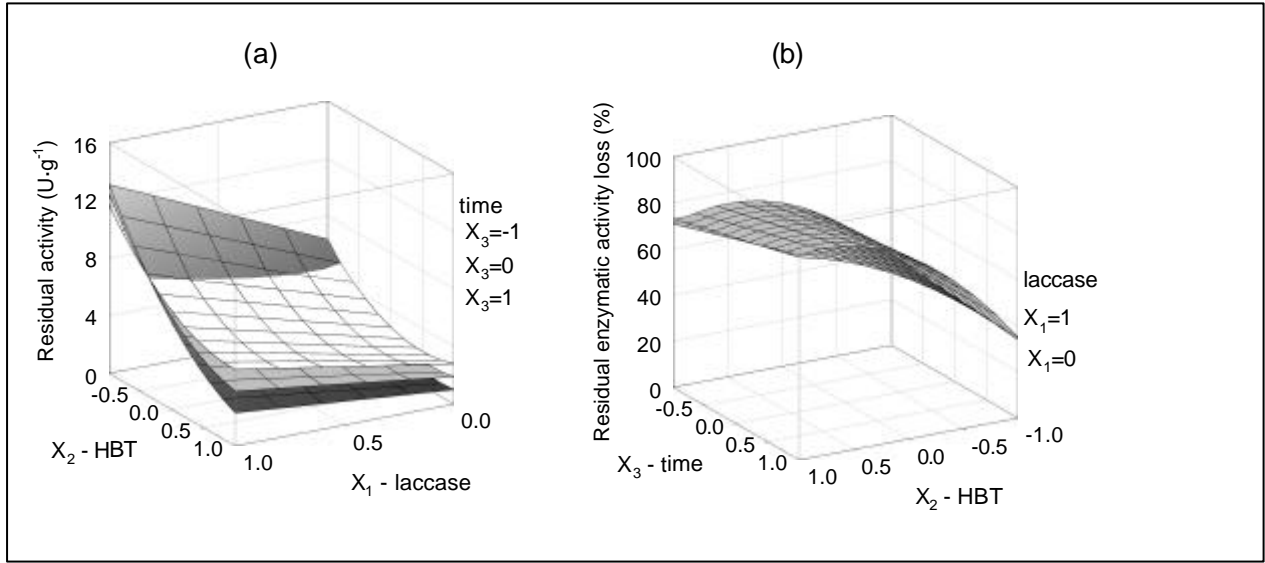 (a)
Residual activity (U·g-1)
16
12
8
4
0
-0.5
0.0
0.5
1.0
X2 - HBT
1.0
0.5
0.0
X1 - laccase
time
X3=-1
X3=0
X3=1
(b)
Residual enzymatic activity loss (%)
100
80
60
40
20
0
-0.5
0.0
0.5
1.0
X3 - time
1.0
0.5
0.0
-0.5
-1.0
X2 - HBT
laccase
X1=1
X1=0